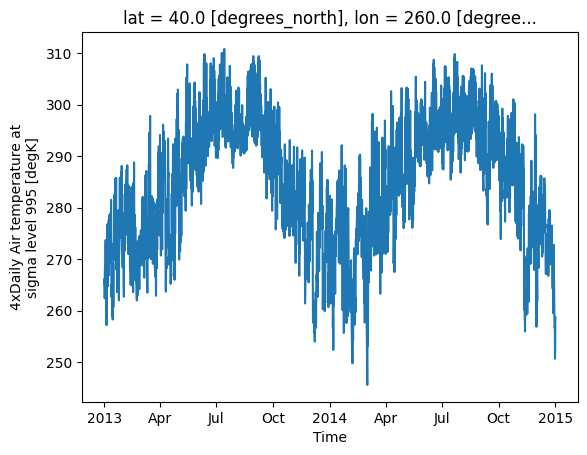 lat = 40.0 [degrees_north], lon = 260.0 [degree...
310
300
290
280
270
260
250
4xDaily Air temperature at
sigma level 995 [degK]
2013 Apr Jul Oct 2014 Apr Jul Oct 2015
Time